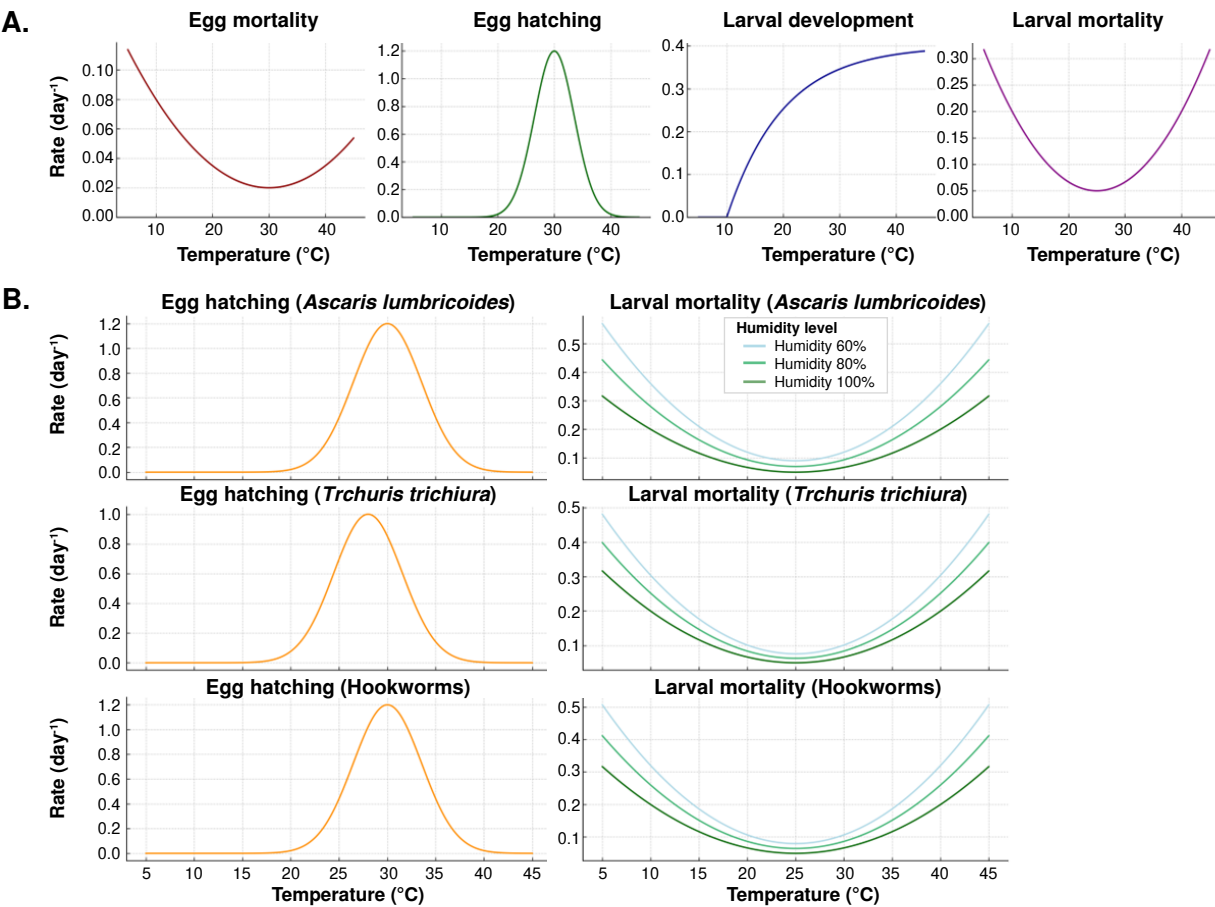 A.
Egg mortality
Egg hatching
Larval development
Larval mortality
Rate (day⁻¹)
0.10
0.08
0.06
0.04
0.02
0.00
10 20 30 40
Temperature (°C)
1.2
1.0
0.8
0.6
0.4
0.2
0.0
10 20 30 40
Temperature (°C)
0.4
0.3
0.2
0.1
0.0
10 20 30 40
Temperature (°C)
0.30
0.25
0.20
0.15
0.10
0.05
0.00
10 20 30 40
Temperature (°C)
B.
Egg hatching (Ascaris lumbricoides)
Rate (day⁻¹)
1.2
1.0
0.8
0.6
0.4
0.2
0.0
Larval mortality (Ascaris lumbricoides)
Humidity level
Humidity 60%
Humidity 80%
Humidity 100%
0.5
0.4
0.3
0.2
0.1
Egg hatching (Trchuris trichiura)
Rate (day⁻¹)
1.0
0.8
0.6
0.4
0.2
0.0
Larval mortality (Trchuris trichiura)
0.5
0.4
0.3
0.2
0.1
Egg hatching (Hookworms)
Rate (day⁻¹)
1.2
1.0
0.8
0.6
0.4
0.2
0.0
5 10 15 20 25 30 35 40 45
Temperature (°C)
Larval mortality (Hookworms)
0.5
0.4
0.3
0.2
0.1
5 10 15 20 25 30 35 40 45
Temperature (°C)